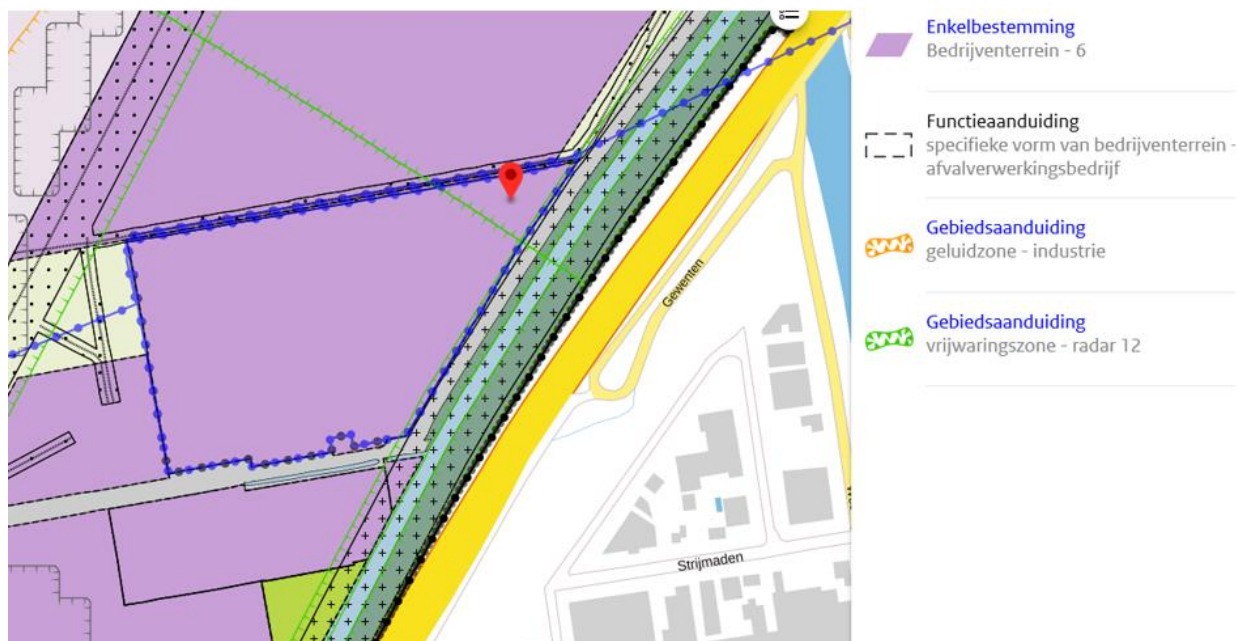 Enkelbestemming
Bedrijventerrein - 6
Functieaanduiding
specifieke vorm van bedrijventerrein -
afvalverwerkingsbedrijf
Gebiedsaanduiding
geluidzone - industrie
Gebiedsaanduiding
vrijwaringszone - radar 12
Gewenten
Strijmaden